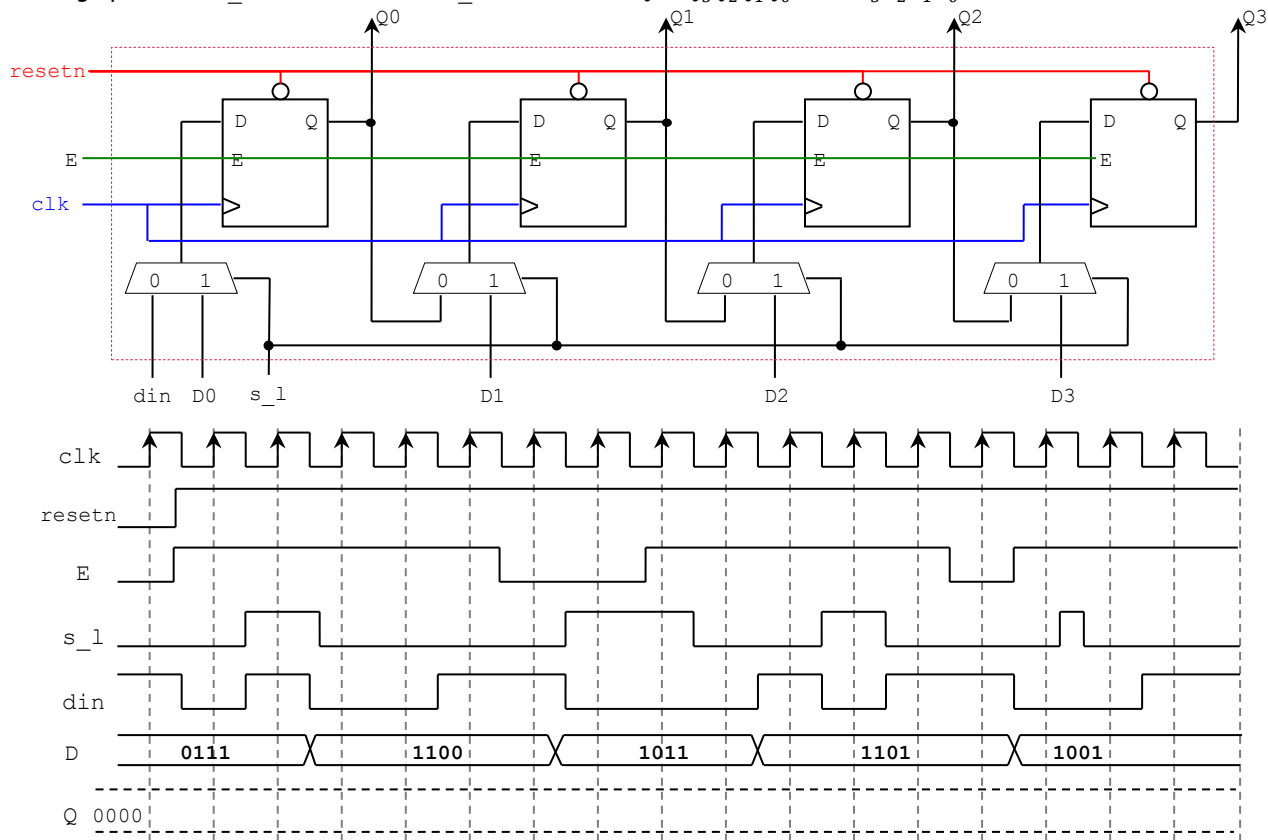 Q0 Q1 Q2 Q3
resetn
D Q D Q D Q D Q
E E E E E
clk
0 1 0 1 0 1 0 1
din D0 s_l D1 D2 D3
clk
resetn
E
s_l
din
D 0111 1100 1011 1101 1001
Q 0000